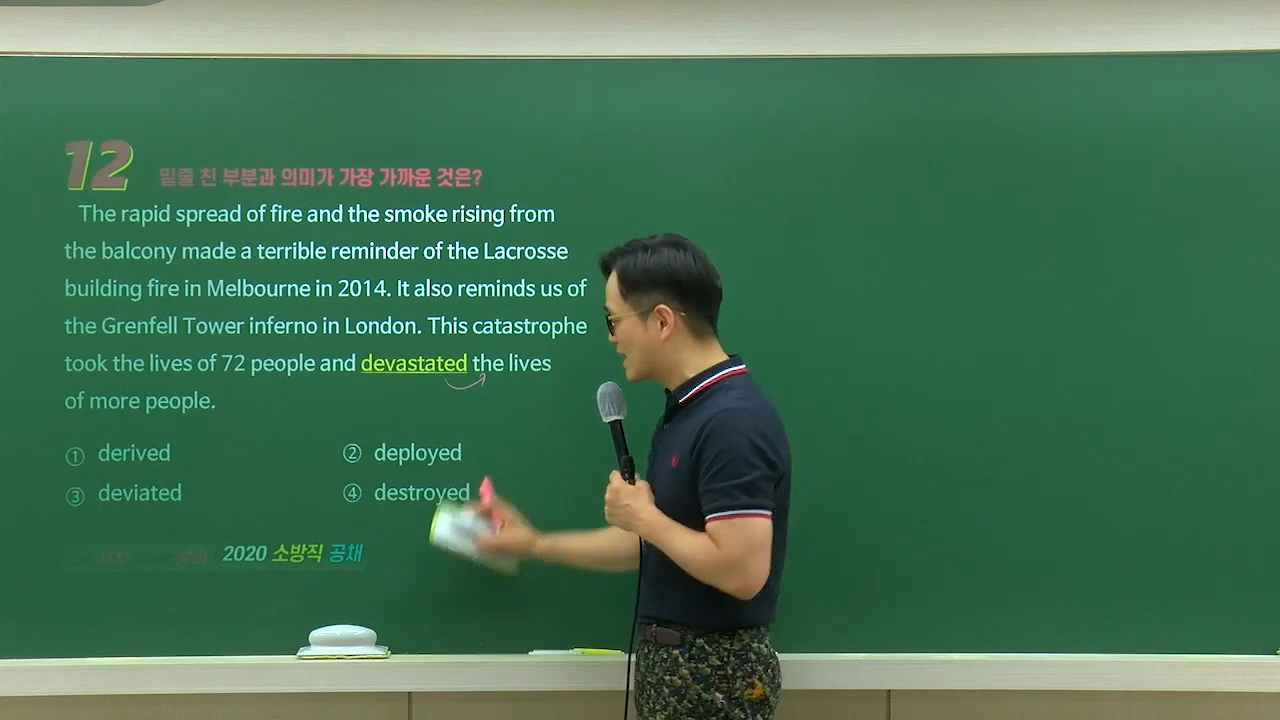 12 밑줄 친 부분과 의미가 가장 가까운 것은?
The rapid spread of fire and the smoke rising from
the balcony made a terrible reminder of the Lacrosse
building fire in Melbourne in 2014. It also reminds us of
the Grenfell Tower inferno in London. This catastrophe
took the lives of 72 people and devastated the lives
of more people.
① derived ② deployed
③ deviated ④ destroyed
2020 소방직 공채